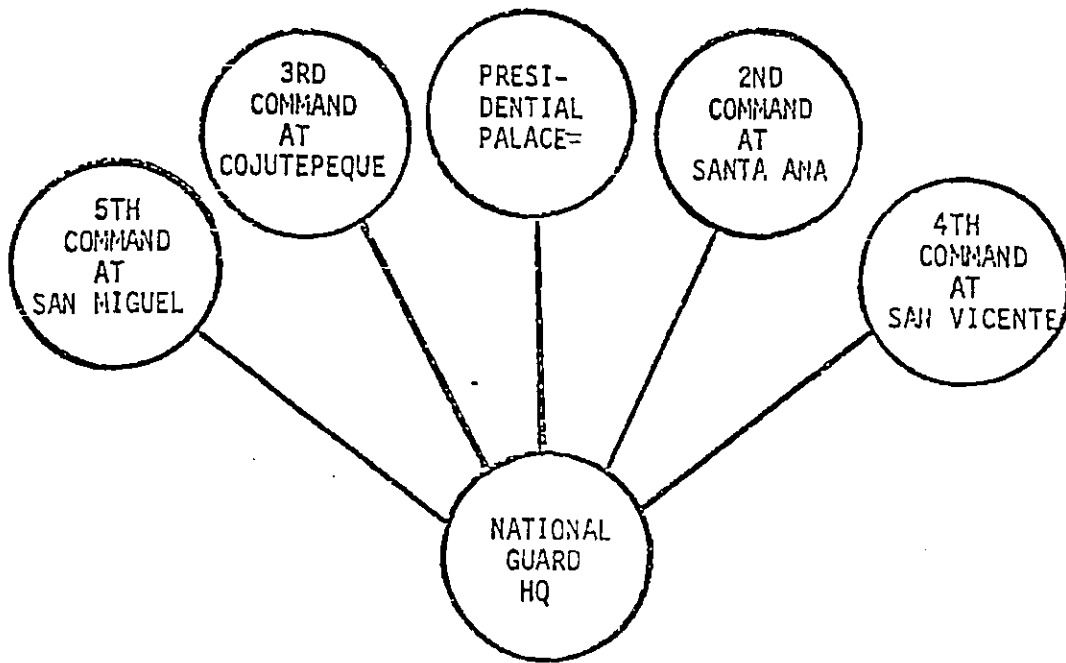 5TH
COMMAND
AT
SAN MIGUEL
3RD
COMMAND
AT
COJUTEPEQUE
PRESI-
DENTIAL
PALACE=
2ND
COMMAND
AT
SANTA ANA
4TH
COMMAND
AT
SAN VICENTE
NATIONAL
GUARD
HQ